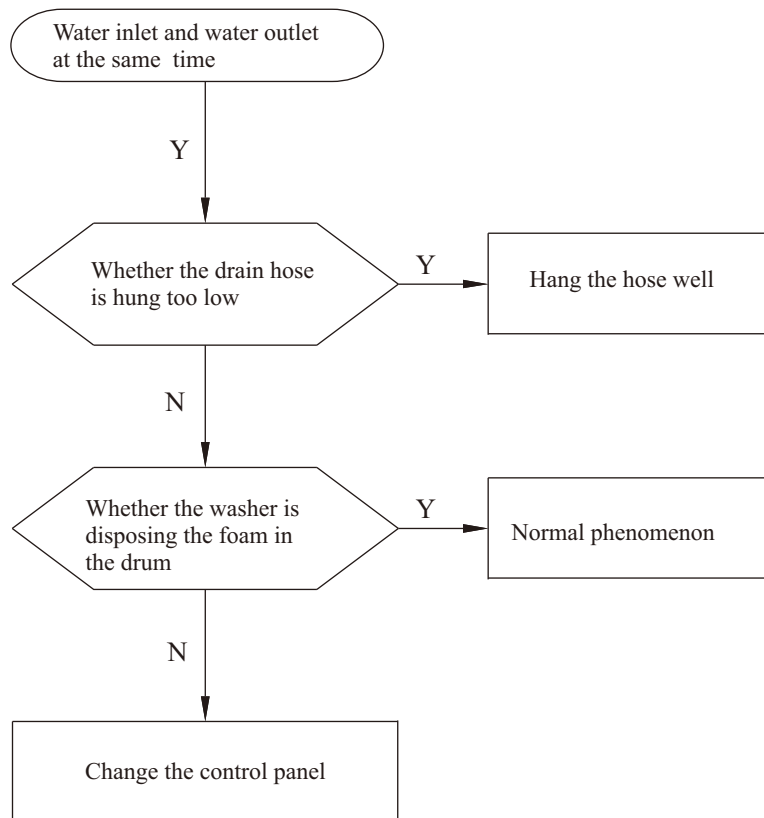 Water inlet and water outlet
at the same time
Y
Whether the drain hose
is hung too low
Y
Hang the hose well
N
Whether the washer is
disposing the foam in
the drum
Y
Normal phenomenon
N
Change the control panel